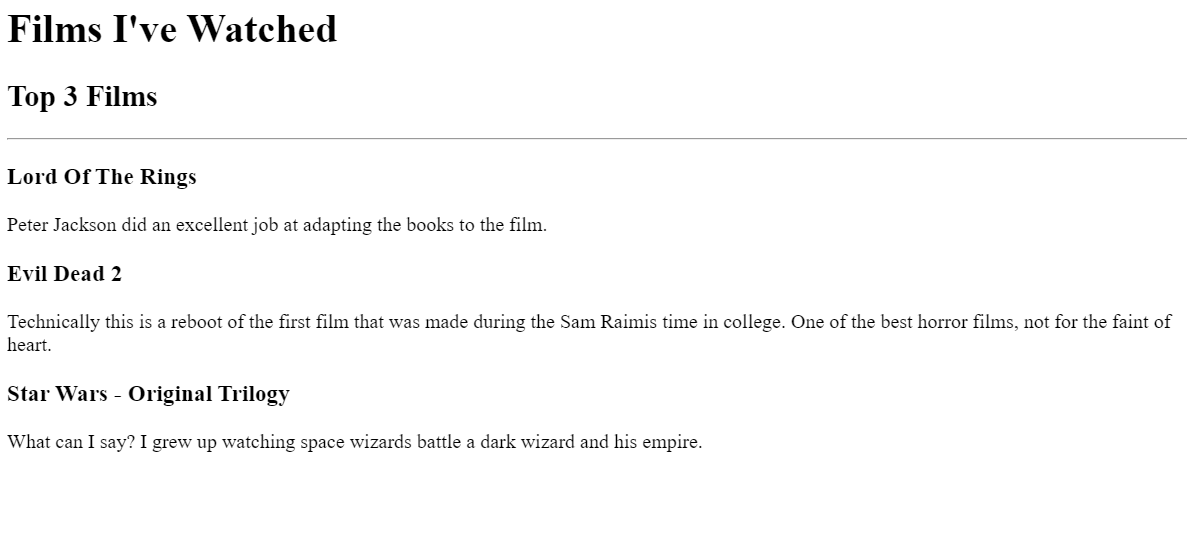 Films I've Watched
Top 3 Films
Lord Of The Rings
Peter Jackson did an excellent job at adapting the books to the film.
Evil Dead 2
Technically this is a reboot of the first film that was made during the Sam Raimis time in college. One of the best horror films, not for the faint of
heart.
Star Wars - Original Trilogy
What can I say? I grew up watching space wizards battle a dark wizard and his empire.